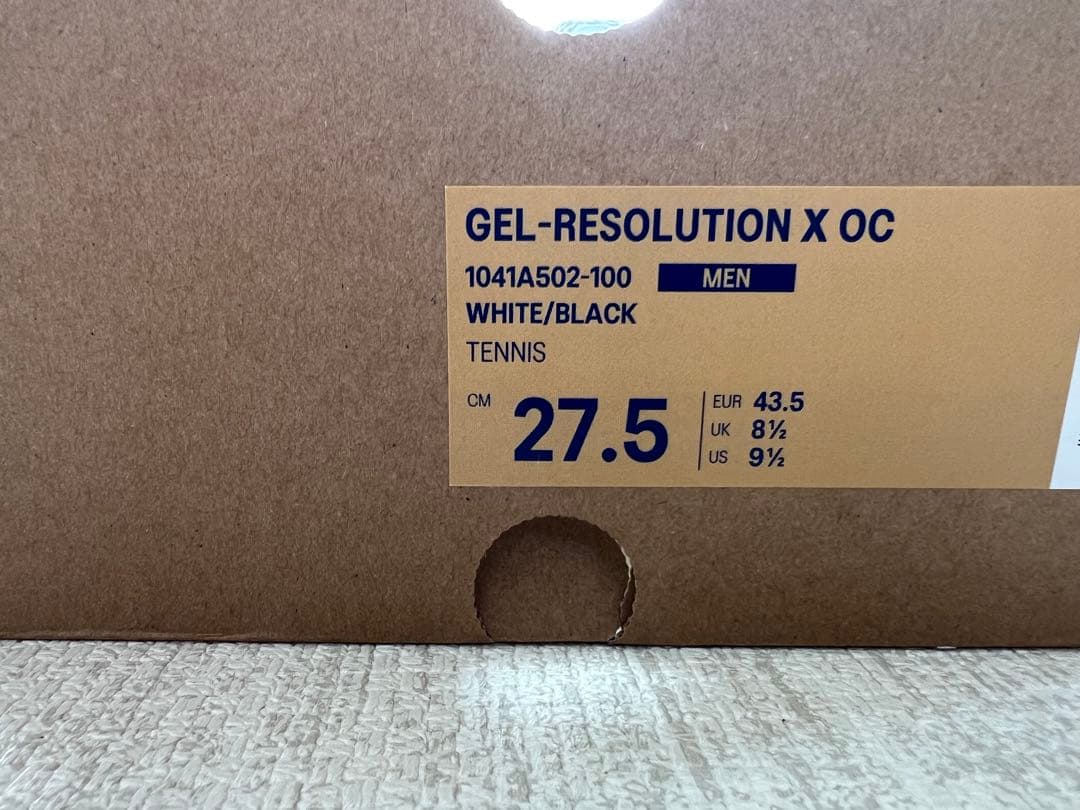 GEL-RESOLUTION X OC
1041A502-100 MEN
WHITE/BLACK
TENNIS
CM 27.5
EUR 43.5
UK 8½
US 9½